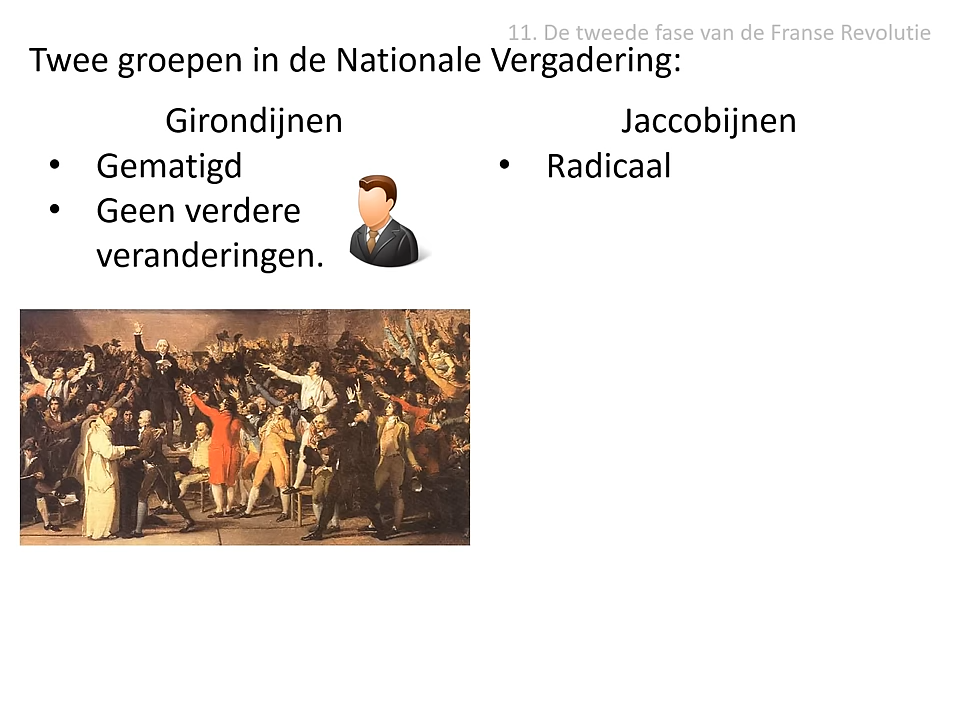 11. De tweede fase van de Franse Revolutie
Twee groepen in de Nationale Vergadering:
Girondijnen
• Gematigd
• Geen verdere
veranderingen.
Jaccobijnen
• Radicaal